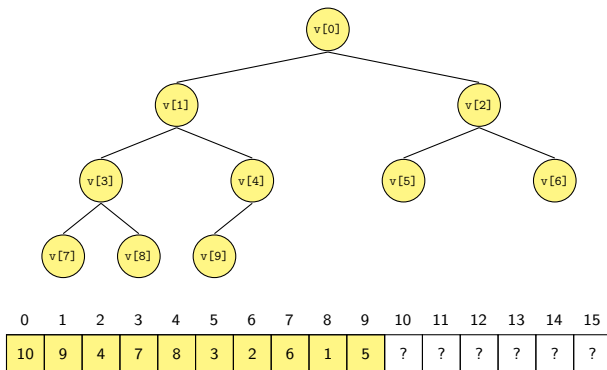 v[0]
v[1] v[2]
v[3] v[4] v[5] v[6]
v[7] v[8] v[9]
0 1 2 3 4 5 6 7 8 9 10 11 12 13 14 15
10 9 4 7 8 3 2 6 1 5 ? ? ? ? ? ?